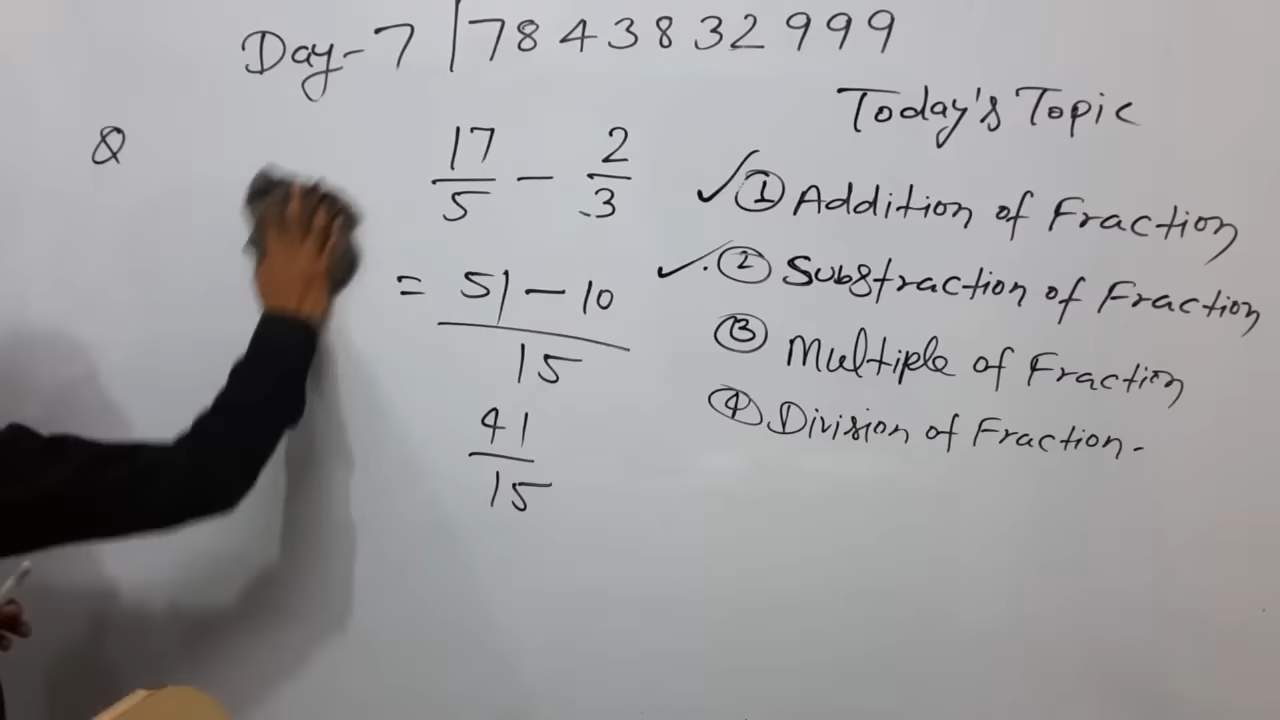 Day-7 | 7843832999
Today's Topic
Q
17/5 - 2/3
= 51 - 10
15
41
15
✓ ① Addition of Fraction
✓. ② Substraction of Fraction
③ Multiple of Fraction
④ Division of Fraction-